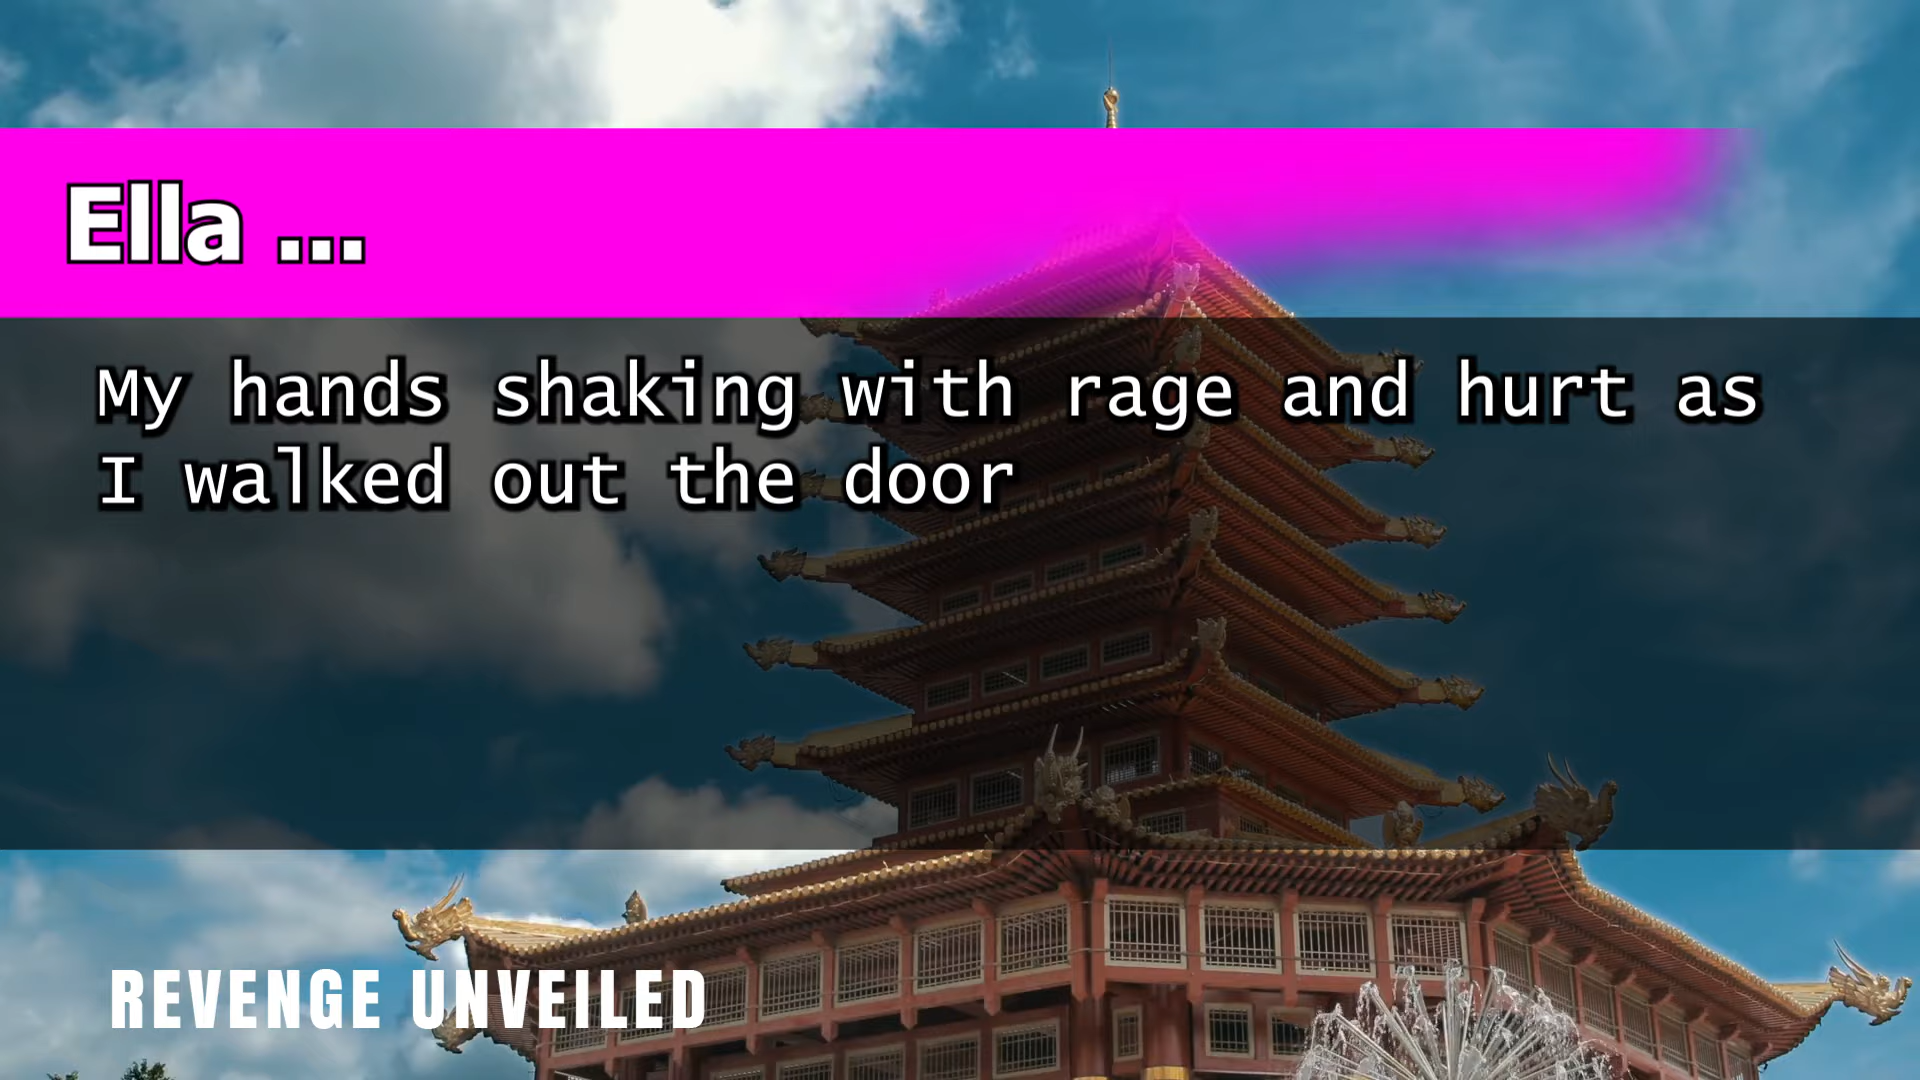 Ella ...
My hands shaking with rage and hurt as
I walked out the door
REVENGE UNVEILED